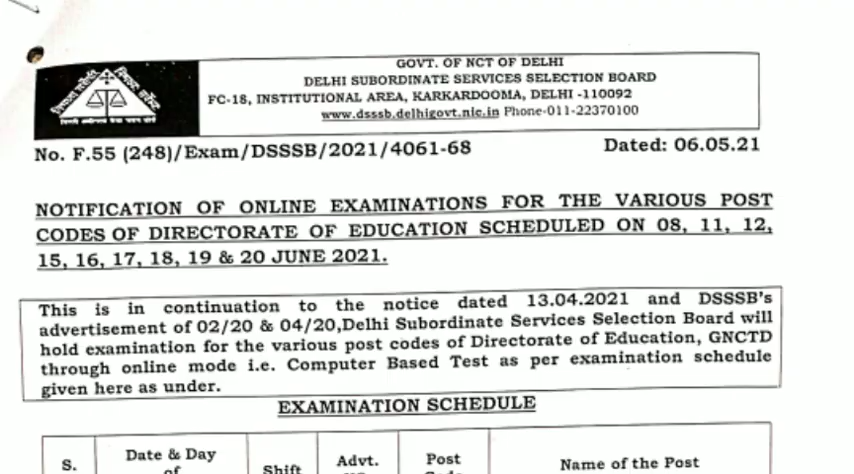 GOVT. OF NCT OF DELHI
DELHI SUBORDINATE SERVICES SELECTION BOARD
FC-18, INSTITUTIONAL AREA, KARKARDOOMA, DELHI -110092
www.dsssb.delhigovt.nic.in Phone-011-22370100
No. F.55 (248)/Exam/DSSSB/2021/4061-68 Dated: 06.05.21
NOTIFICATION OF ONLINE EXAMINATIONS FOR THE VARIOUS POST
CODES OF DIRECTORATE OF EDUCATION SCHEDULED ON 08, 11, 12,
15, 16, 17, 18, 19 & 20 JUNE 2021.
This is in continuation to the notice dated 13.04.2021 and DSSSB's
advertisement of 02/20 & 04/20,Delhi Subordinate Services Selection Board will
hold examination for the various post codes of Directorate of Education, GNCTD
through online mode i.e. Computer Based Test as per examination schedule
given here as under.
EXAMINATION SCHEDULE
S. Date & Day of Shift Advt. Post Name of the Post